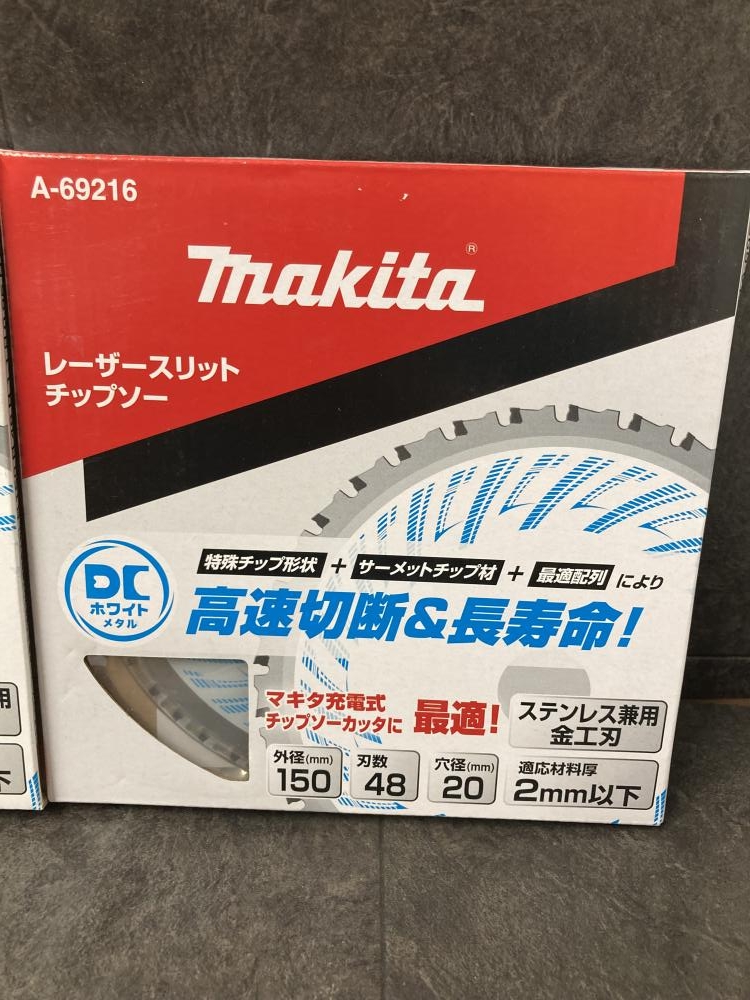 A-69216
makita®
レーザースリット
チップソー
DC
ホワイト
メタル
特殊チップ形状 + サーメットチップ材 + 最適配列 により
高速切断&長寿命!
マキタ充電式
チップソーカッタに 最適!
ステンレス兼用
金工刃
外径(mm)
150
刃数
48
穴径(mm)
20
適応材料厚
2mm以下
用
下